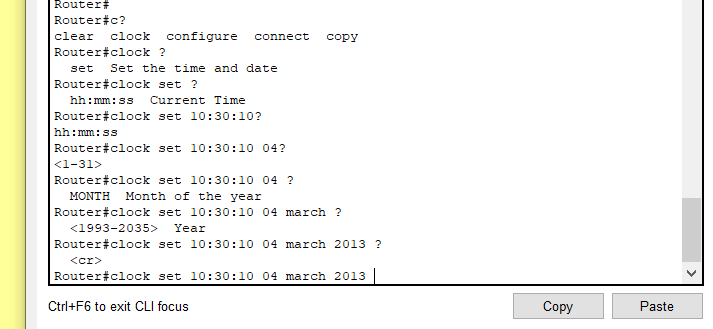 Router#
Router#c?
clear  clock  configure  connect  copy
Router#clock ?
  set  Set the time and date
Router#clock set ?
  hh:mm:ss  Current Time
Router#clock set 10:30:10?
hh:mm:ss
Router#clock set 10:30:10 04?
<1-31>
Router#clock set 10:30:10 04 ?
  MONTH  Month of the year
Router#clock set 10:30:10 04 march ?
  <1993-2035>  Year
Router#clock set 10:30:10 04 march 2013 ?
  <cr>
Router#clock set 10:30:10 04 march 2013
Ctrl+F6 to exit CLI focus
Copy
Paste